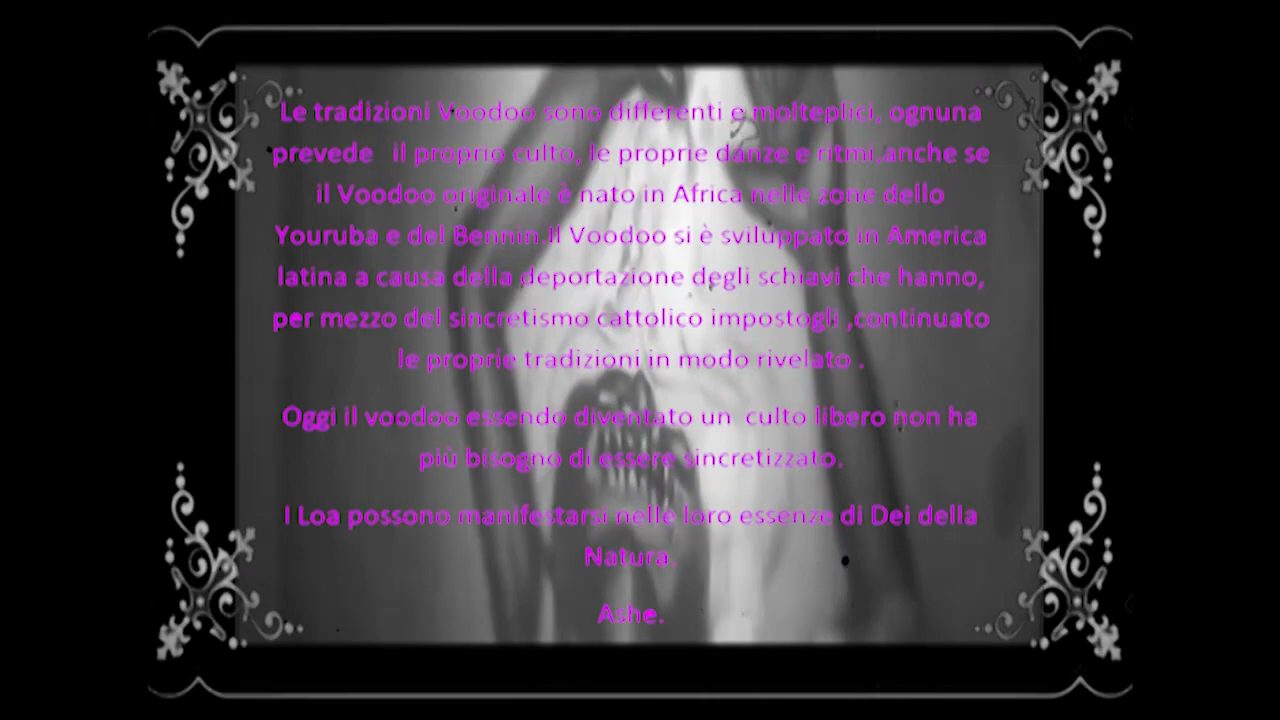 Le tradizioni Voodoo sono differenti e molteplici, ognuna
prevede il proprio culto, le proprie danze e ritmi,anche se
il Voodoo originale è nato in Africa nelle zone dello
Youruba e del Bennin.il Voodoo si è sviluppato in America
latina a causa della deportazione degli schiavi che hanno,
per mezzo del sincretismo cattolico impostogli ,continuato
le proprie tradizioni in modo rivelato .
Oggi il voodoo essendo diventato un culto libero non ha
più bisogno di essere sincretizzato.
I Loa possono manifestarsi nelle loro essenze di Dei della
Natura.
Ashe.